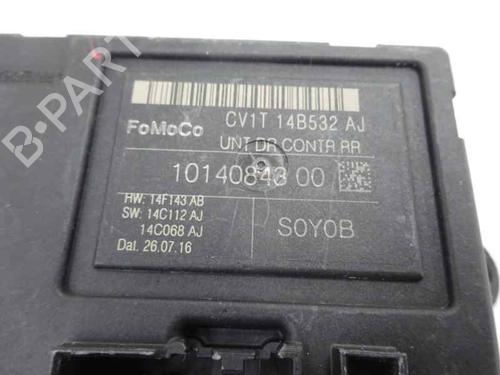 FoMoCo CV1T 14B532 AJ
UNT DR CONTR RR
10140843 00
HW: 14F143 AB
SW: 14C112 AJ
14C068 AJ
Dat. 26.07.16
S0Y0B
B-PARTS